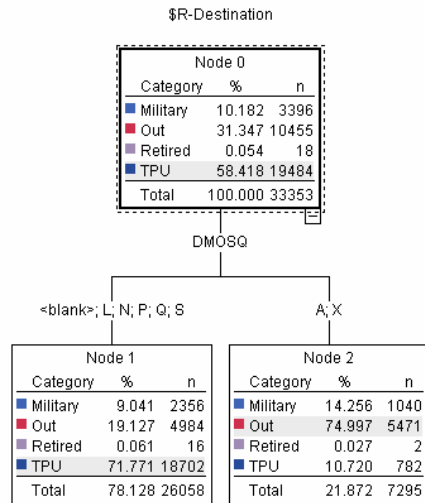 $R-Destination
Node 0
Category % n
Military 10.182 3396
Out 31.347 10455
Retired 0.054 18
TPU 58.418 19484
Total 100.000 33353
DMOSQ
<blank>; L; N; P; Q; S
A; X
Node 1
Category % n
Military 9.041 2356
Out 19.127 4984
Retired 0.061 16
TPU 71.771 18702
Total 78.128 26058
Node 2
Category % n
Military 14.256 1040
Out 74.997 5471
Retired 0.027 2
TPU 10.720 782
Total 21.872 7295